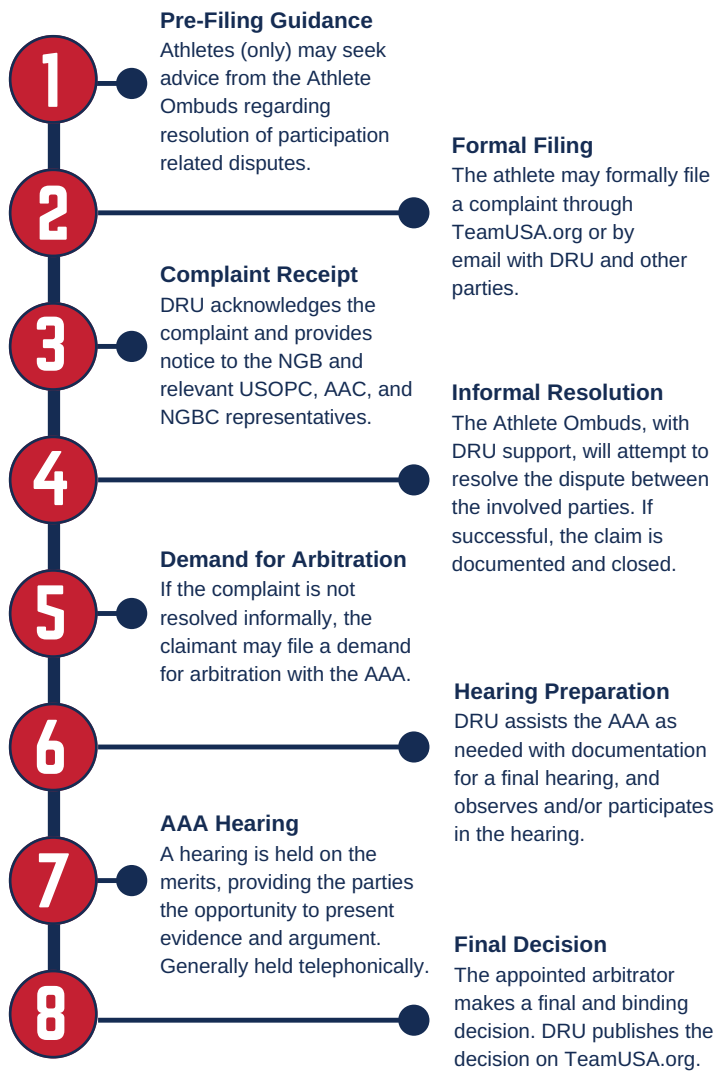 1
Pre-Filing Guidance
Athletes (only) may seek
advice from the Athlete
Ombuds regarding
resolution of participation
related disputes.
2
Formal Filing
The athlete may formally file
a complaint through
TeamUSA.org or by
email with DRU and other
parties.
3
Complaint Receipt
DRU acknowledges the
complaint and provides
notice to the NGB and
relevant USOPC, AAC, and
NGBC representatives.
4
Informal Resolution
The Athlete Ombuds, with
DRU support, will attempt to
resolve the dispute between
the involved parties. If
successful, the claim is
documented and closed.
5
Demand for Arbitration
If the complaint is not
resolved informally, the
claimant may file a demand
for arbitration with the AAA.
6
Hearing Preparation
DRU assists the AAA as
needed with documentation
for a final hearing, and
observes and/or participates
in the hearing.
7
AAA Hearing
A hearing is held on the
merits, providing the parties
the opportunity to present
evidence and argument.
Generally held telephonically.
8
Final Decision
The appointed arbitrator
makes a final and binding
decision. DRU publishes the
decision on TeamUSA.org.